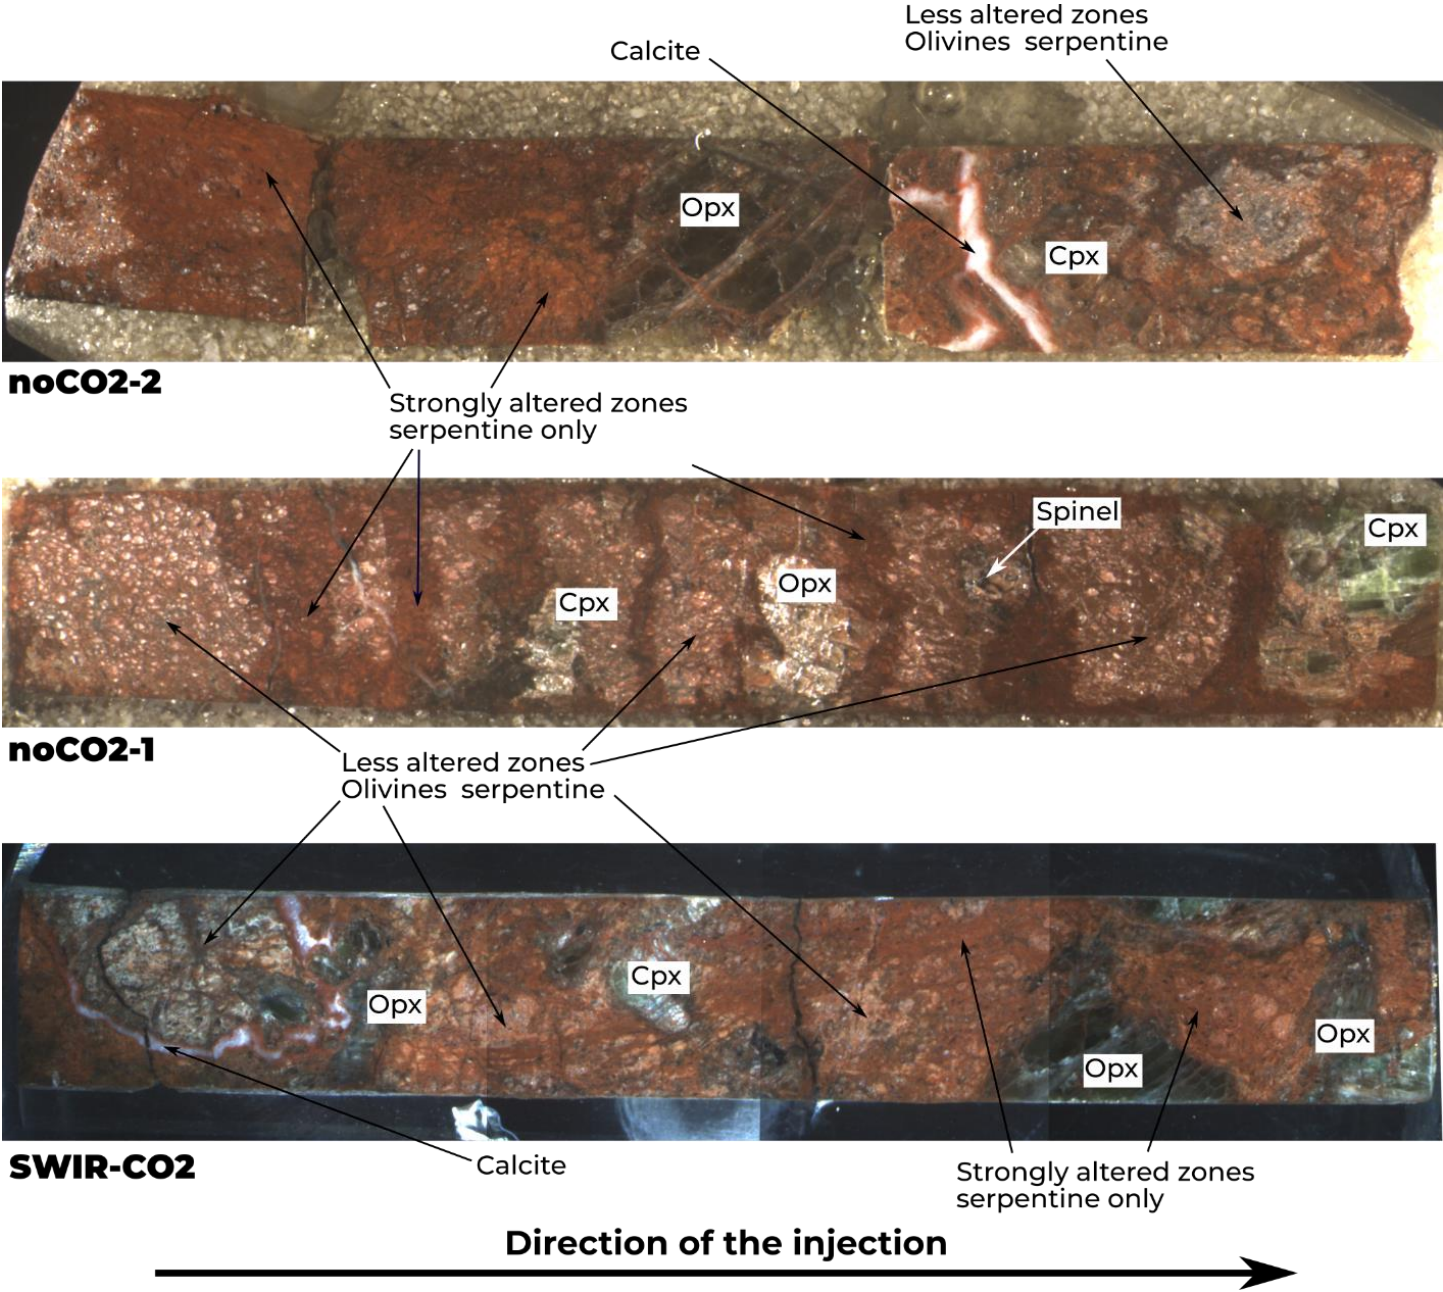 Less altered zones
Olivines serpentine
Calcite
Opx
Cpx
noCO2-2
Strongly altered zones
serpentine only
Spinel
Cpx
Opx
Cpx
noCO2-1
Less altered zones
Olivines serpentine
Cpx
Opx
Opx
Opx
SWIR-CO2
Calcite
Strongly altered zones
serpentine only
Direction of the injection